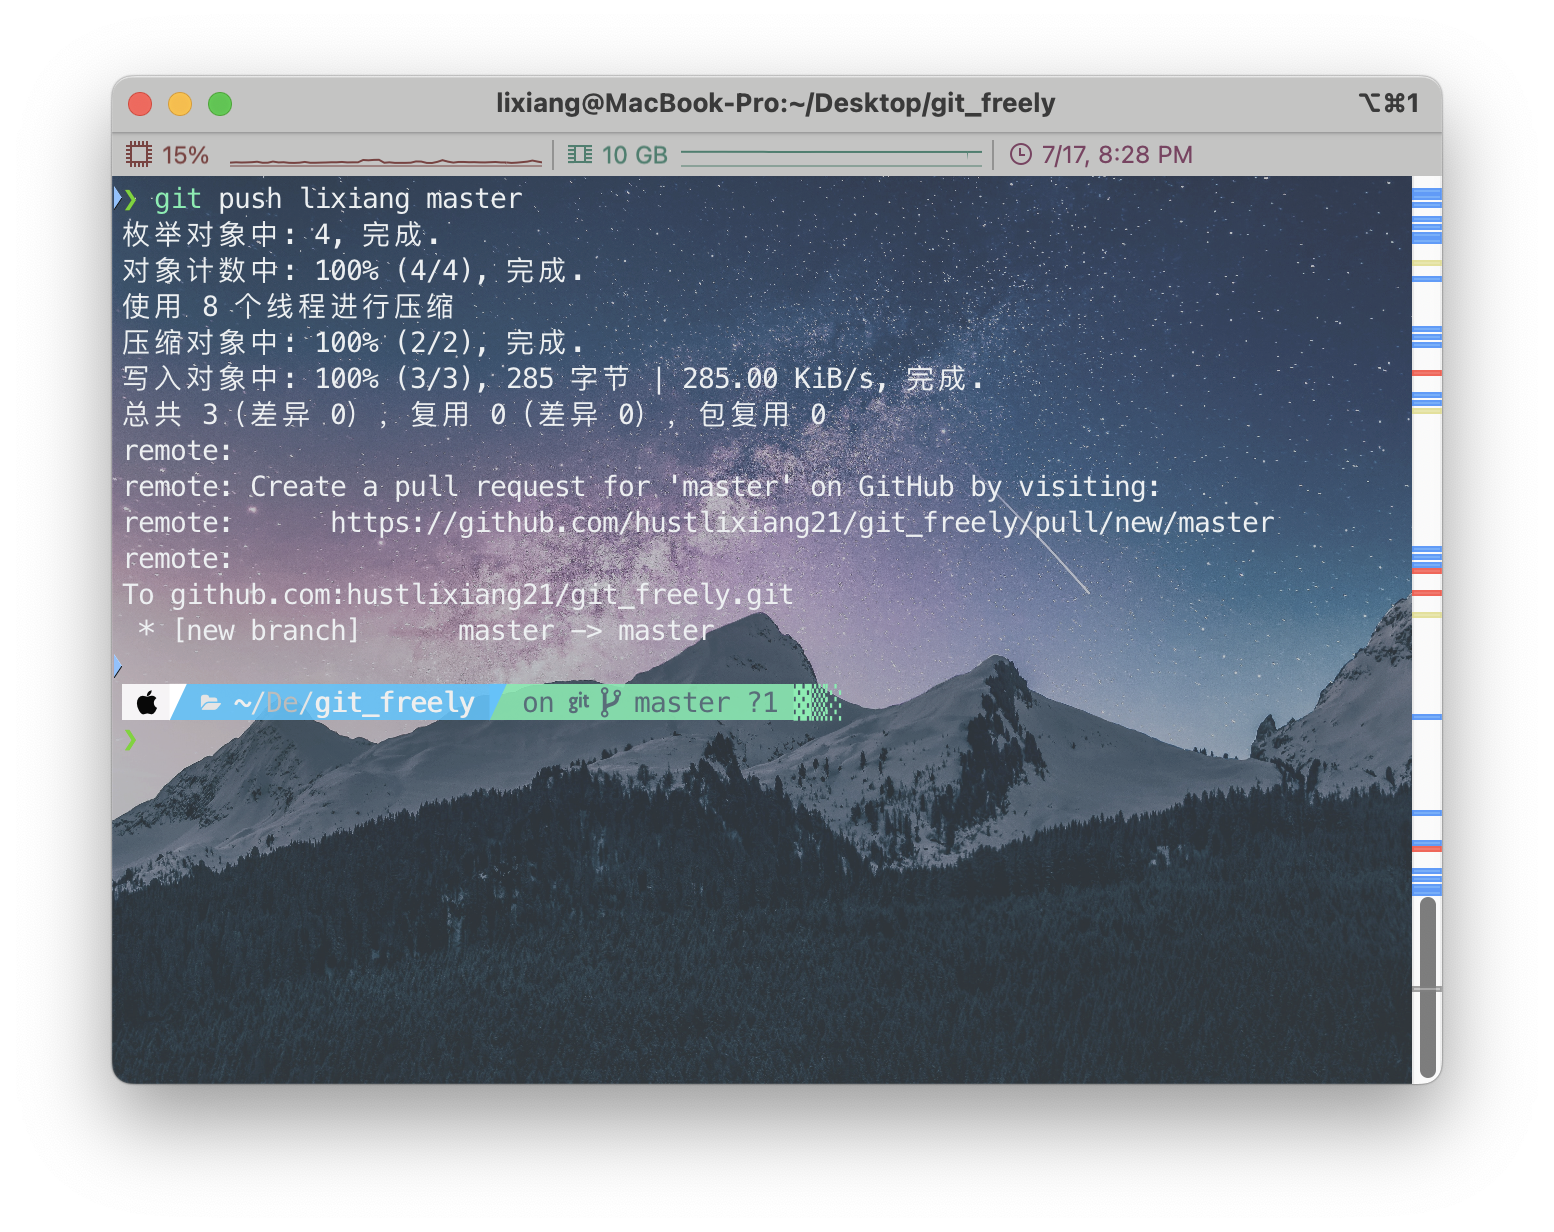 lixiang@MacBook-Pro:~/Desktop/git_freely
⌥⌘1
15%
10 GB
7/17, 8:28 PM
❯ git push lixiang master
枚举对象中: 4, 完成.
对象计数中: 100% (4/4), 完成.
使用 8 个线程进行压缩
压缩对象中: 100% (2/2), 完成.
写入对象中: 100% (3/3), 285 字节 | 285.00 KiB/s, 完成.
总共 3（差异 0），复用 0（差异 0），包复用 0
remote:
remote: Create a pull request for 'master' on GitHub by visiting:
remote:      https://github.com/hustlixiang21/git_freely/pull/new/master
remote:
To github.com:hustlixiang21/git_freely.git
 * [new branch]      master -> master
~/De/git_freely on git master ?1
❯